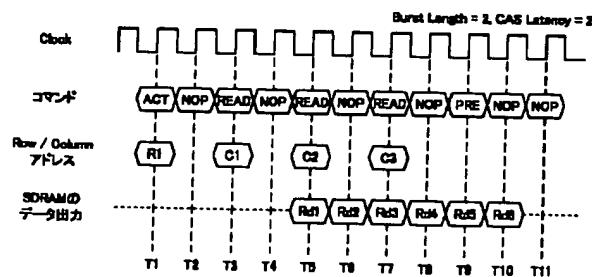 Burst Length = 2, CAS Latency = 2
Clock
コマンド
ACT NOP READ NOP READ NOP READ NOP PRE NOP NOP
Row / Column
アドレス
R1 C1 C2 C3
SDRAMの
データ出力
Rd1 Rd2 Rd3 Rd4 Rd5 Rd6
T1 T2 T3 T4 T5 T6 T7 T8 T9 T10 T11